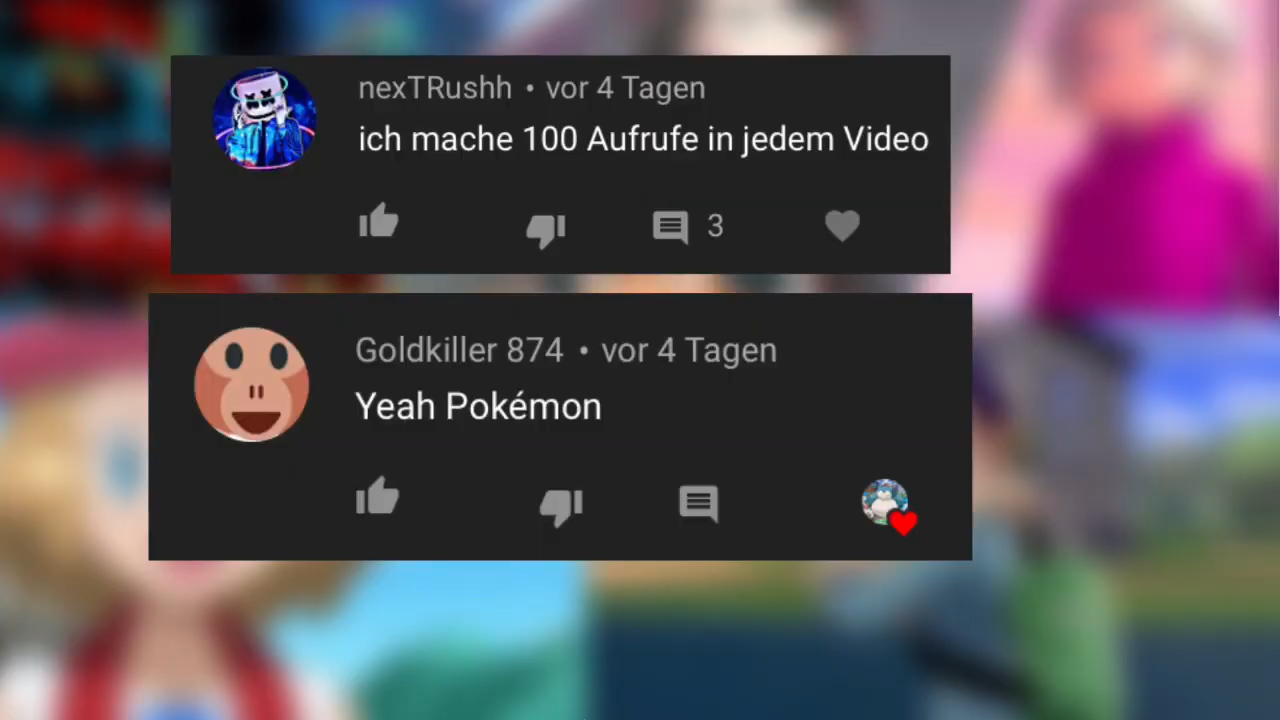 nexTRushh • vor 4 Tagen
ich mache 100 Aufrufe in jedem Video
3
Goldkiller 874 • vor 4 Tagen
Yeah Pokémon